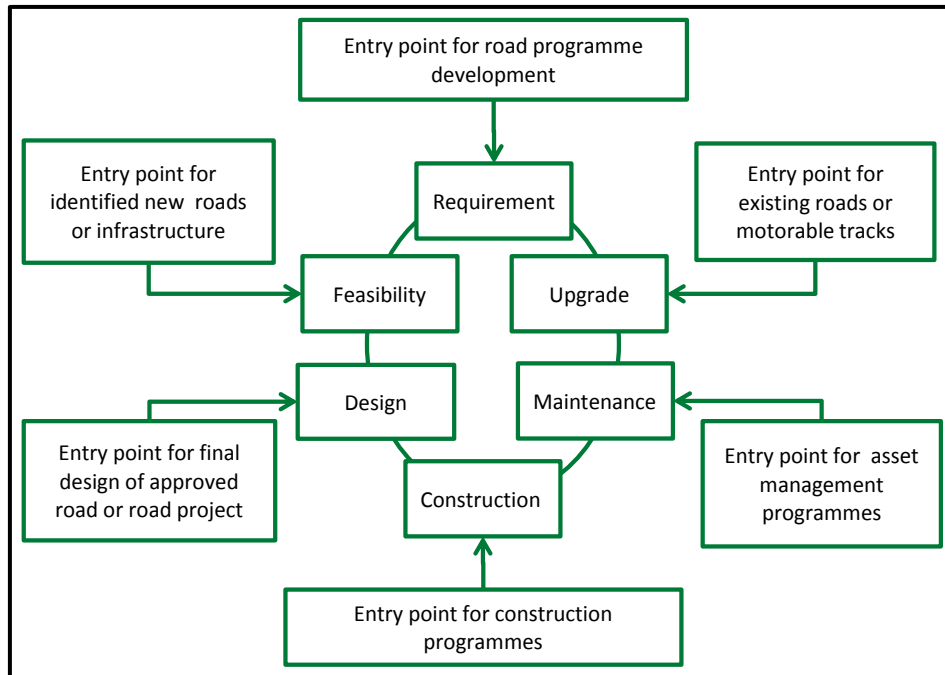 Entry point for road programme
development
Entry point for
identified new roads
or infrastructure
Requirement
Entry point for
existing roads or
motorable tracks
Feasibility
Upgrade
Design
Maintenance
Entry point for final
design of approved
road or road project
Construction
Entry point for asset
management
programmes
Entry point for construction
programmes